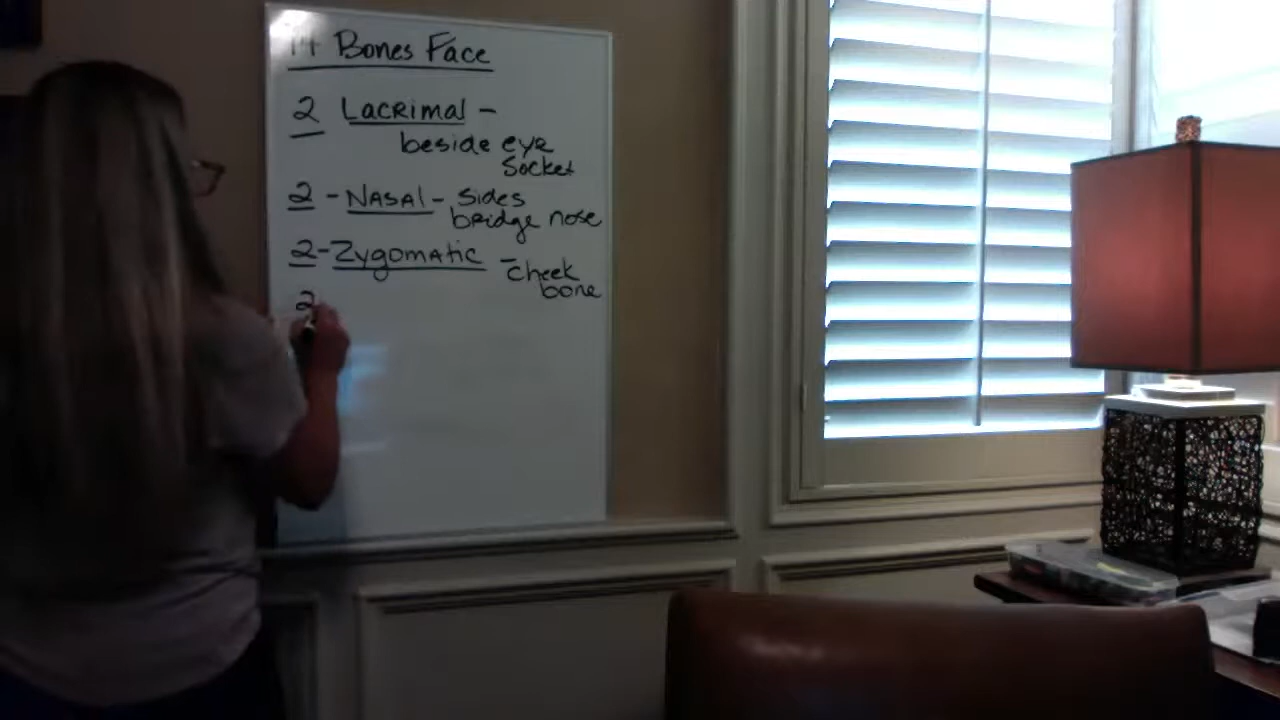 14 Bones Face
2 Lacrimal -
beside eye
socket
2 - Nasal - sides
bridge nose
2 - Zygomatic - cheek
bone
2